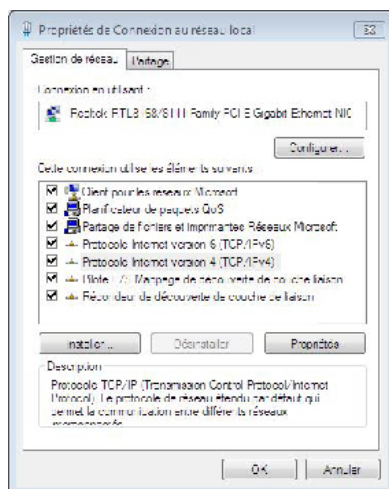 Propriétés de Connexion au réseau local
Gestion de réseau
Partage
Connexion en utilisant :
Realtek RTL8168/8111 Family PCI-E Gigabit Ethernet NIC
Configurer...
Cette connexion utilise les éléments suivants :
Client pour les réseaux Microsoft
Planificateur de paquets QoS
Partage de fichiers et imprimantes Réseaux Microsoft
Protocole Internet version 6 (TCP/IPv6)
Protocole Internet version 4 (TCP/IPv4)
Pilote E/S Mappage de découverte de couche liaison
Répondeur de découverte de couche de liaison
Installer...
Désinstaller
Propriétés
Description
Protocole TCP/IP (Transmission Control Protocol/Internet
Protocol). Le protocole de réseau étendu par défaut qui
permet la communication entre différents réseaux
OK
Annuler